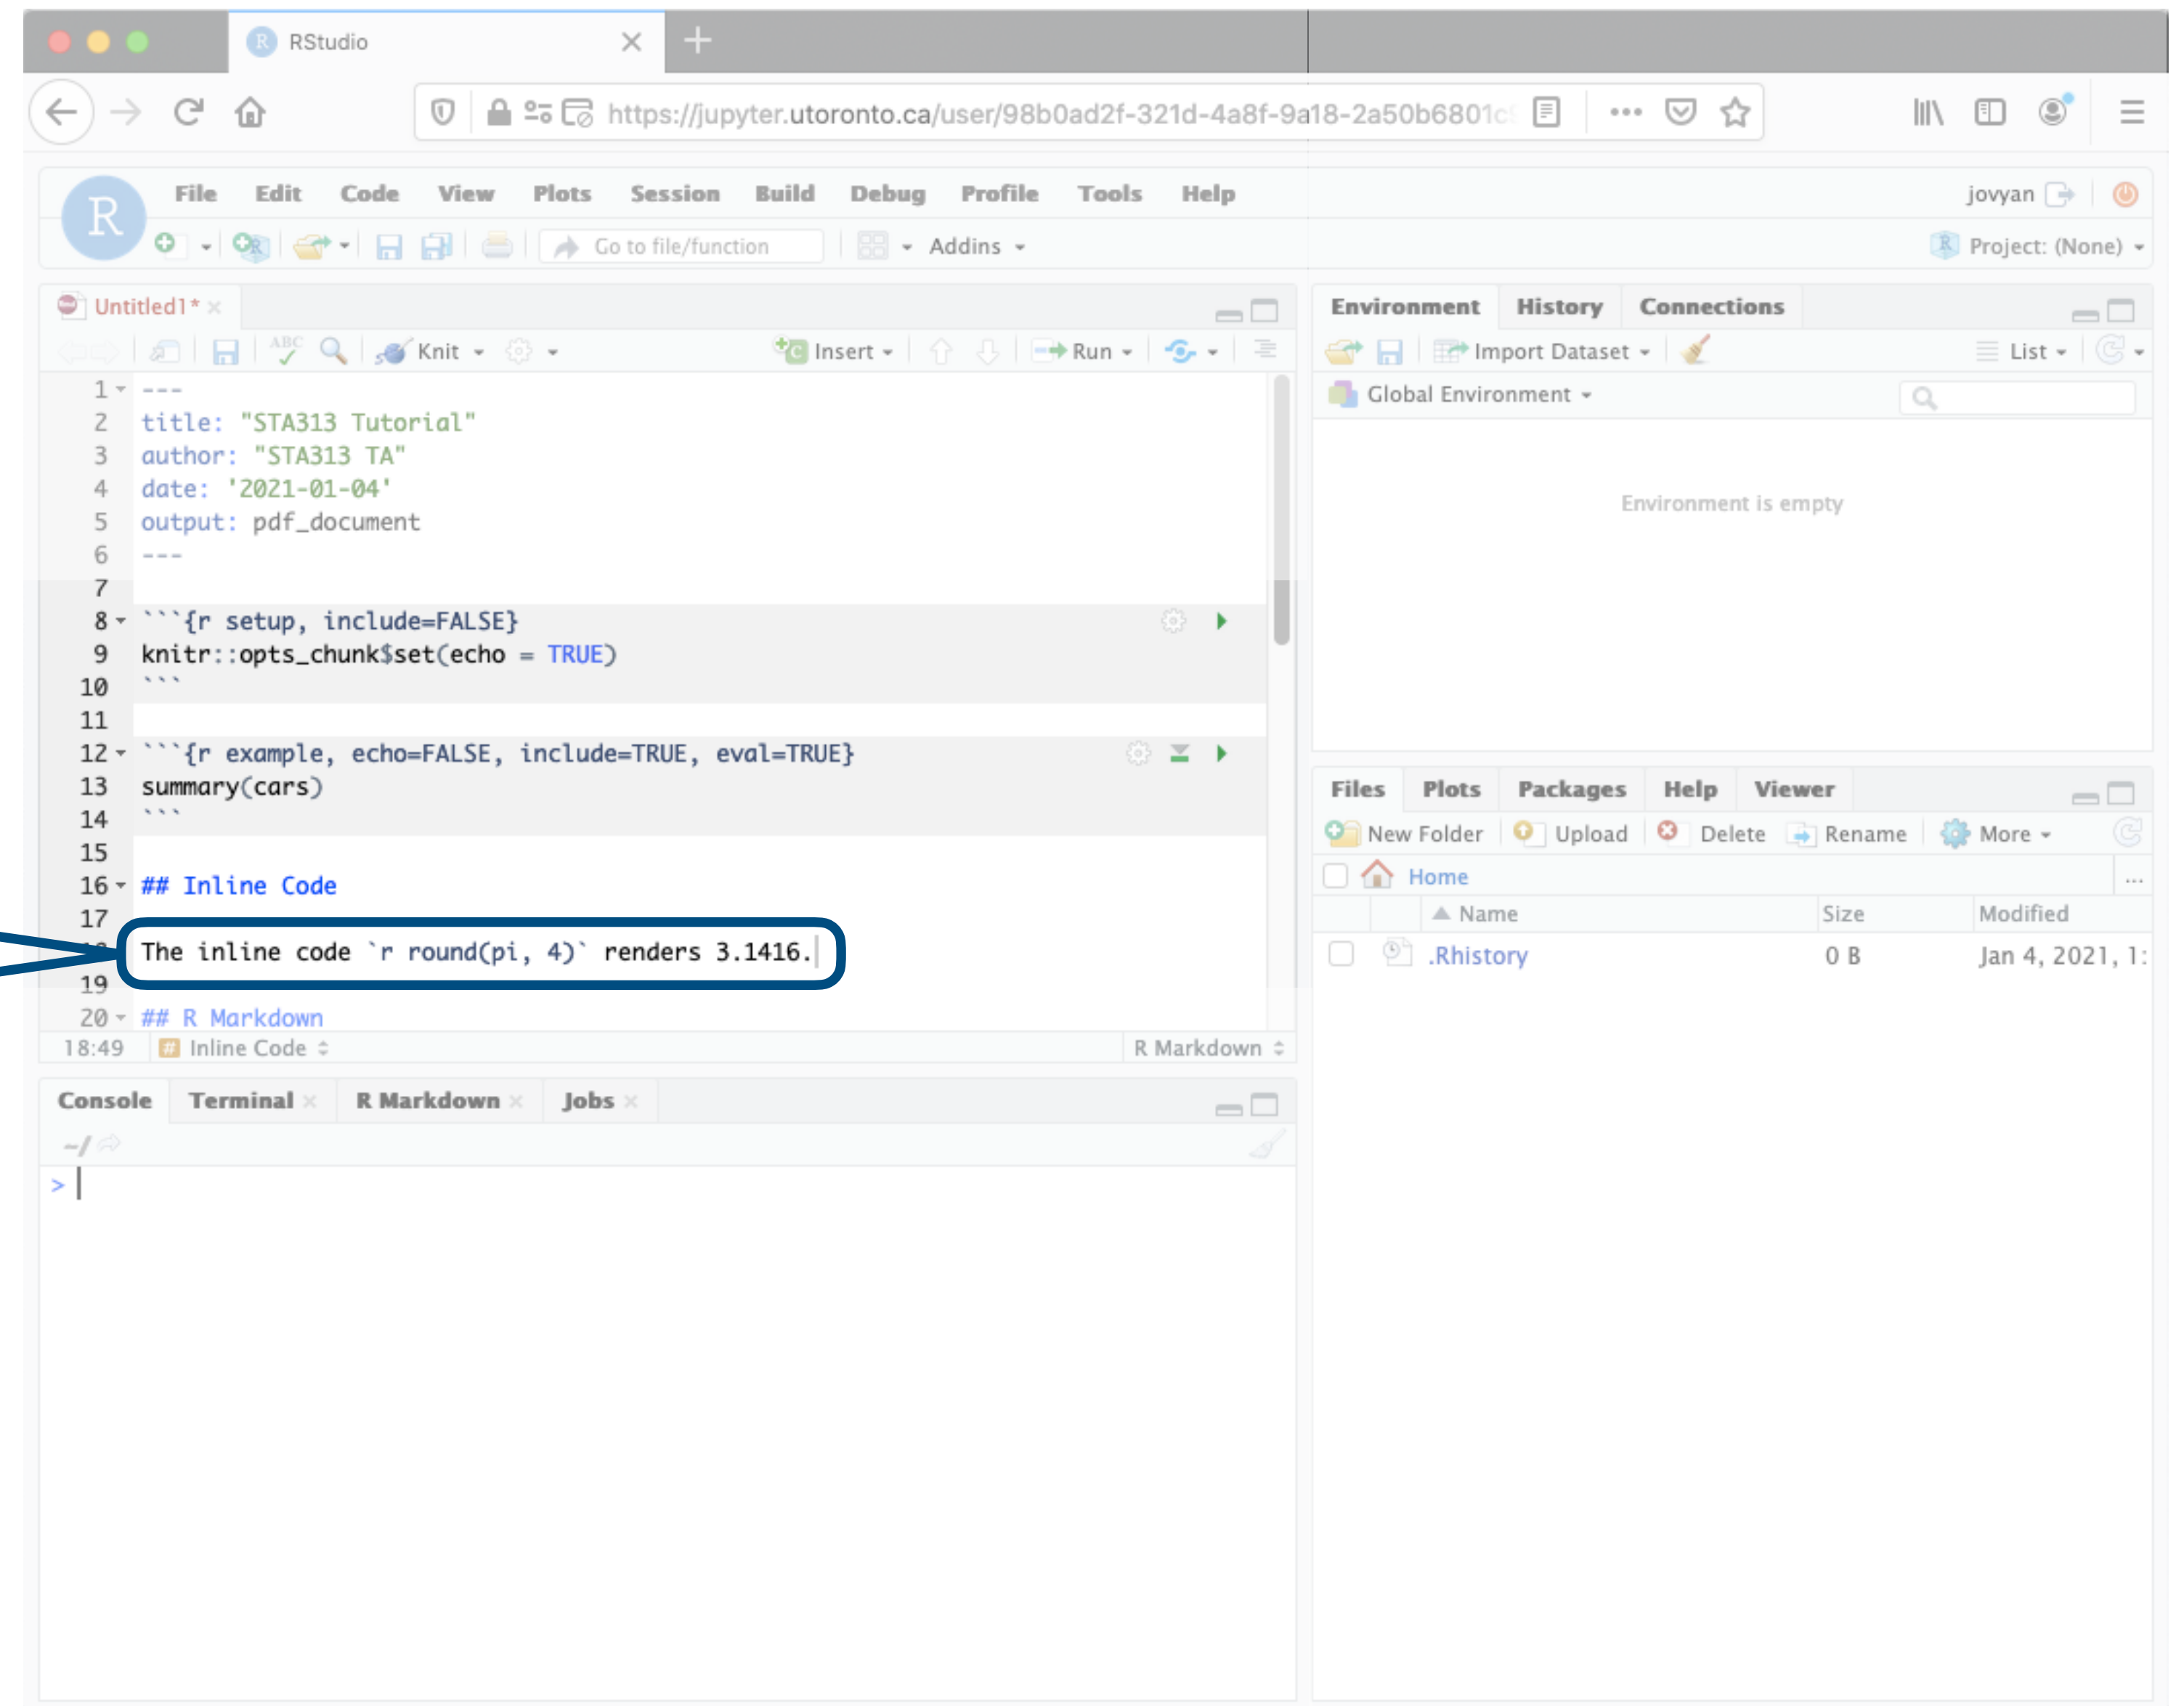 RStudio
https://jupyter.utoronto.ca/user/98b0ad2f-321d-4a8f-9a18-2a50b6801c
R File Edit Code View Plots Session Build Debug Profile Tools Help jovyan
Go to file/function Addins Project: (None)
Untitled1*
ABC Knit Insert Run
1 ---
2 title: "STA313 Tutorial"
3 author: "STA313 TA"
4 date: '2021-01-04'
5 output: pdf_document
6 ---
7
8 ```{r setup, include=FALSE}
9 knitr::opts_chunk$set(echo = TRUE)
10 ```
11
12 ```{r example, echo=FALSE, include=TRUE, eval=TRUE}
13 summary(cars)
14 ```
15
16 ## Inline Code
17
The inline code `r round(pi, 4)` renders 3.1416.
19
20 ## R Markdown
18:49 # Inline Code R Markdown
Console Terminal R Markdown Jobs
~/
>
Environment History Connections
Import Dataset List
Global Environment
Environment is empty
Files Plots Packages Help Viewer
New Folder Upload Delete Rename More
Home ...
Name Size Modified
.Rhistory 0 B Jan 4, 2021, 1: